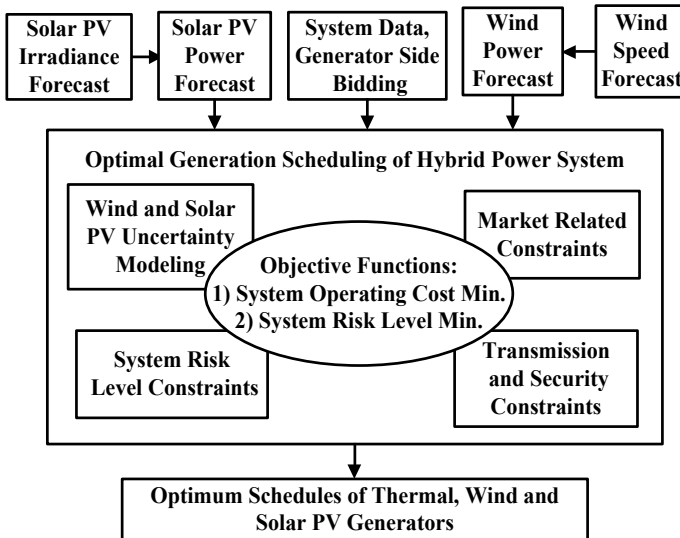 Solar PV
Irradiance
Forecast
Solar PV
Power
Forecast
System Data,
Generator Side
Bidding
Wind
Power
Forecast
Wind
Speed
Forecast
Optimal Generation Scheduling of Hybrid Power System
Wind and Solar
PV Uncertainty
Modeling
Market Related
Constraints
Objective Functions:
1) System Operating Cost Min.
2) System Risk Level Min.
System Risk
Level Constraints
Transmission
and Security
Constraints
Optimum Schedules of Thermal, Wind and
Solar PV Generators